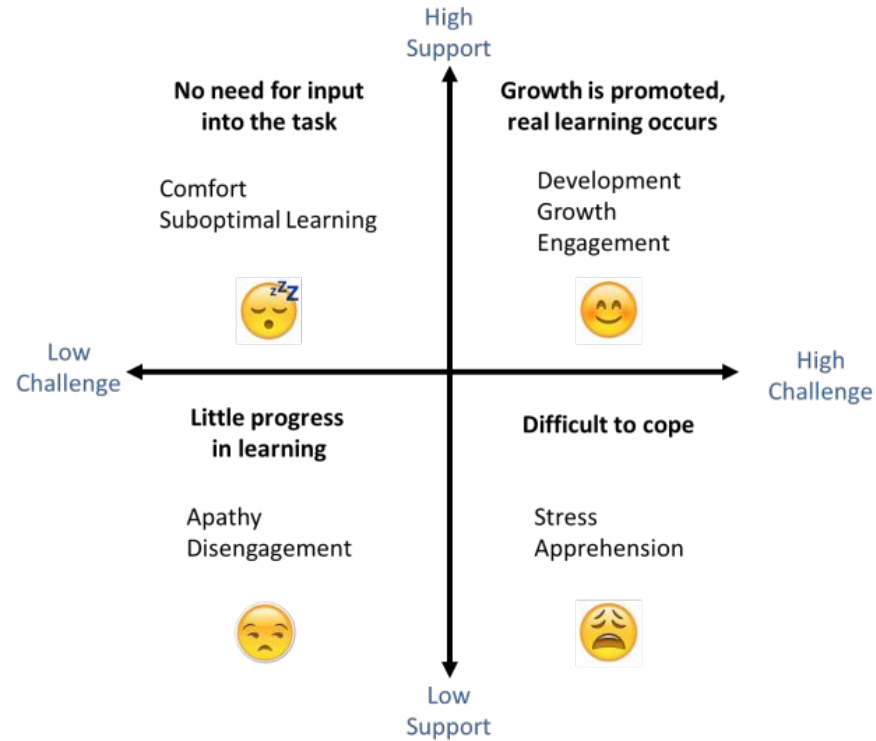 High
Support
No need for input
into the task
Growth is promoted,
real learning occurs
Comfort
Suboptimal Learning
Development
Growth
Engagement
zzZ
Low
Challenge
High
Challenge
Little progress
in learning
Difficult to cope
Apathy
Disengagement
Stress
Apprehension
Low
Support